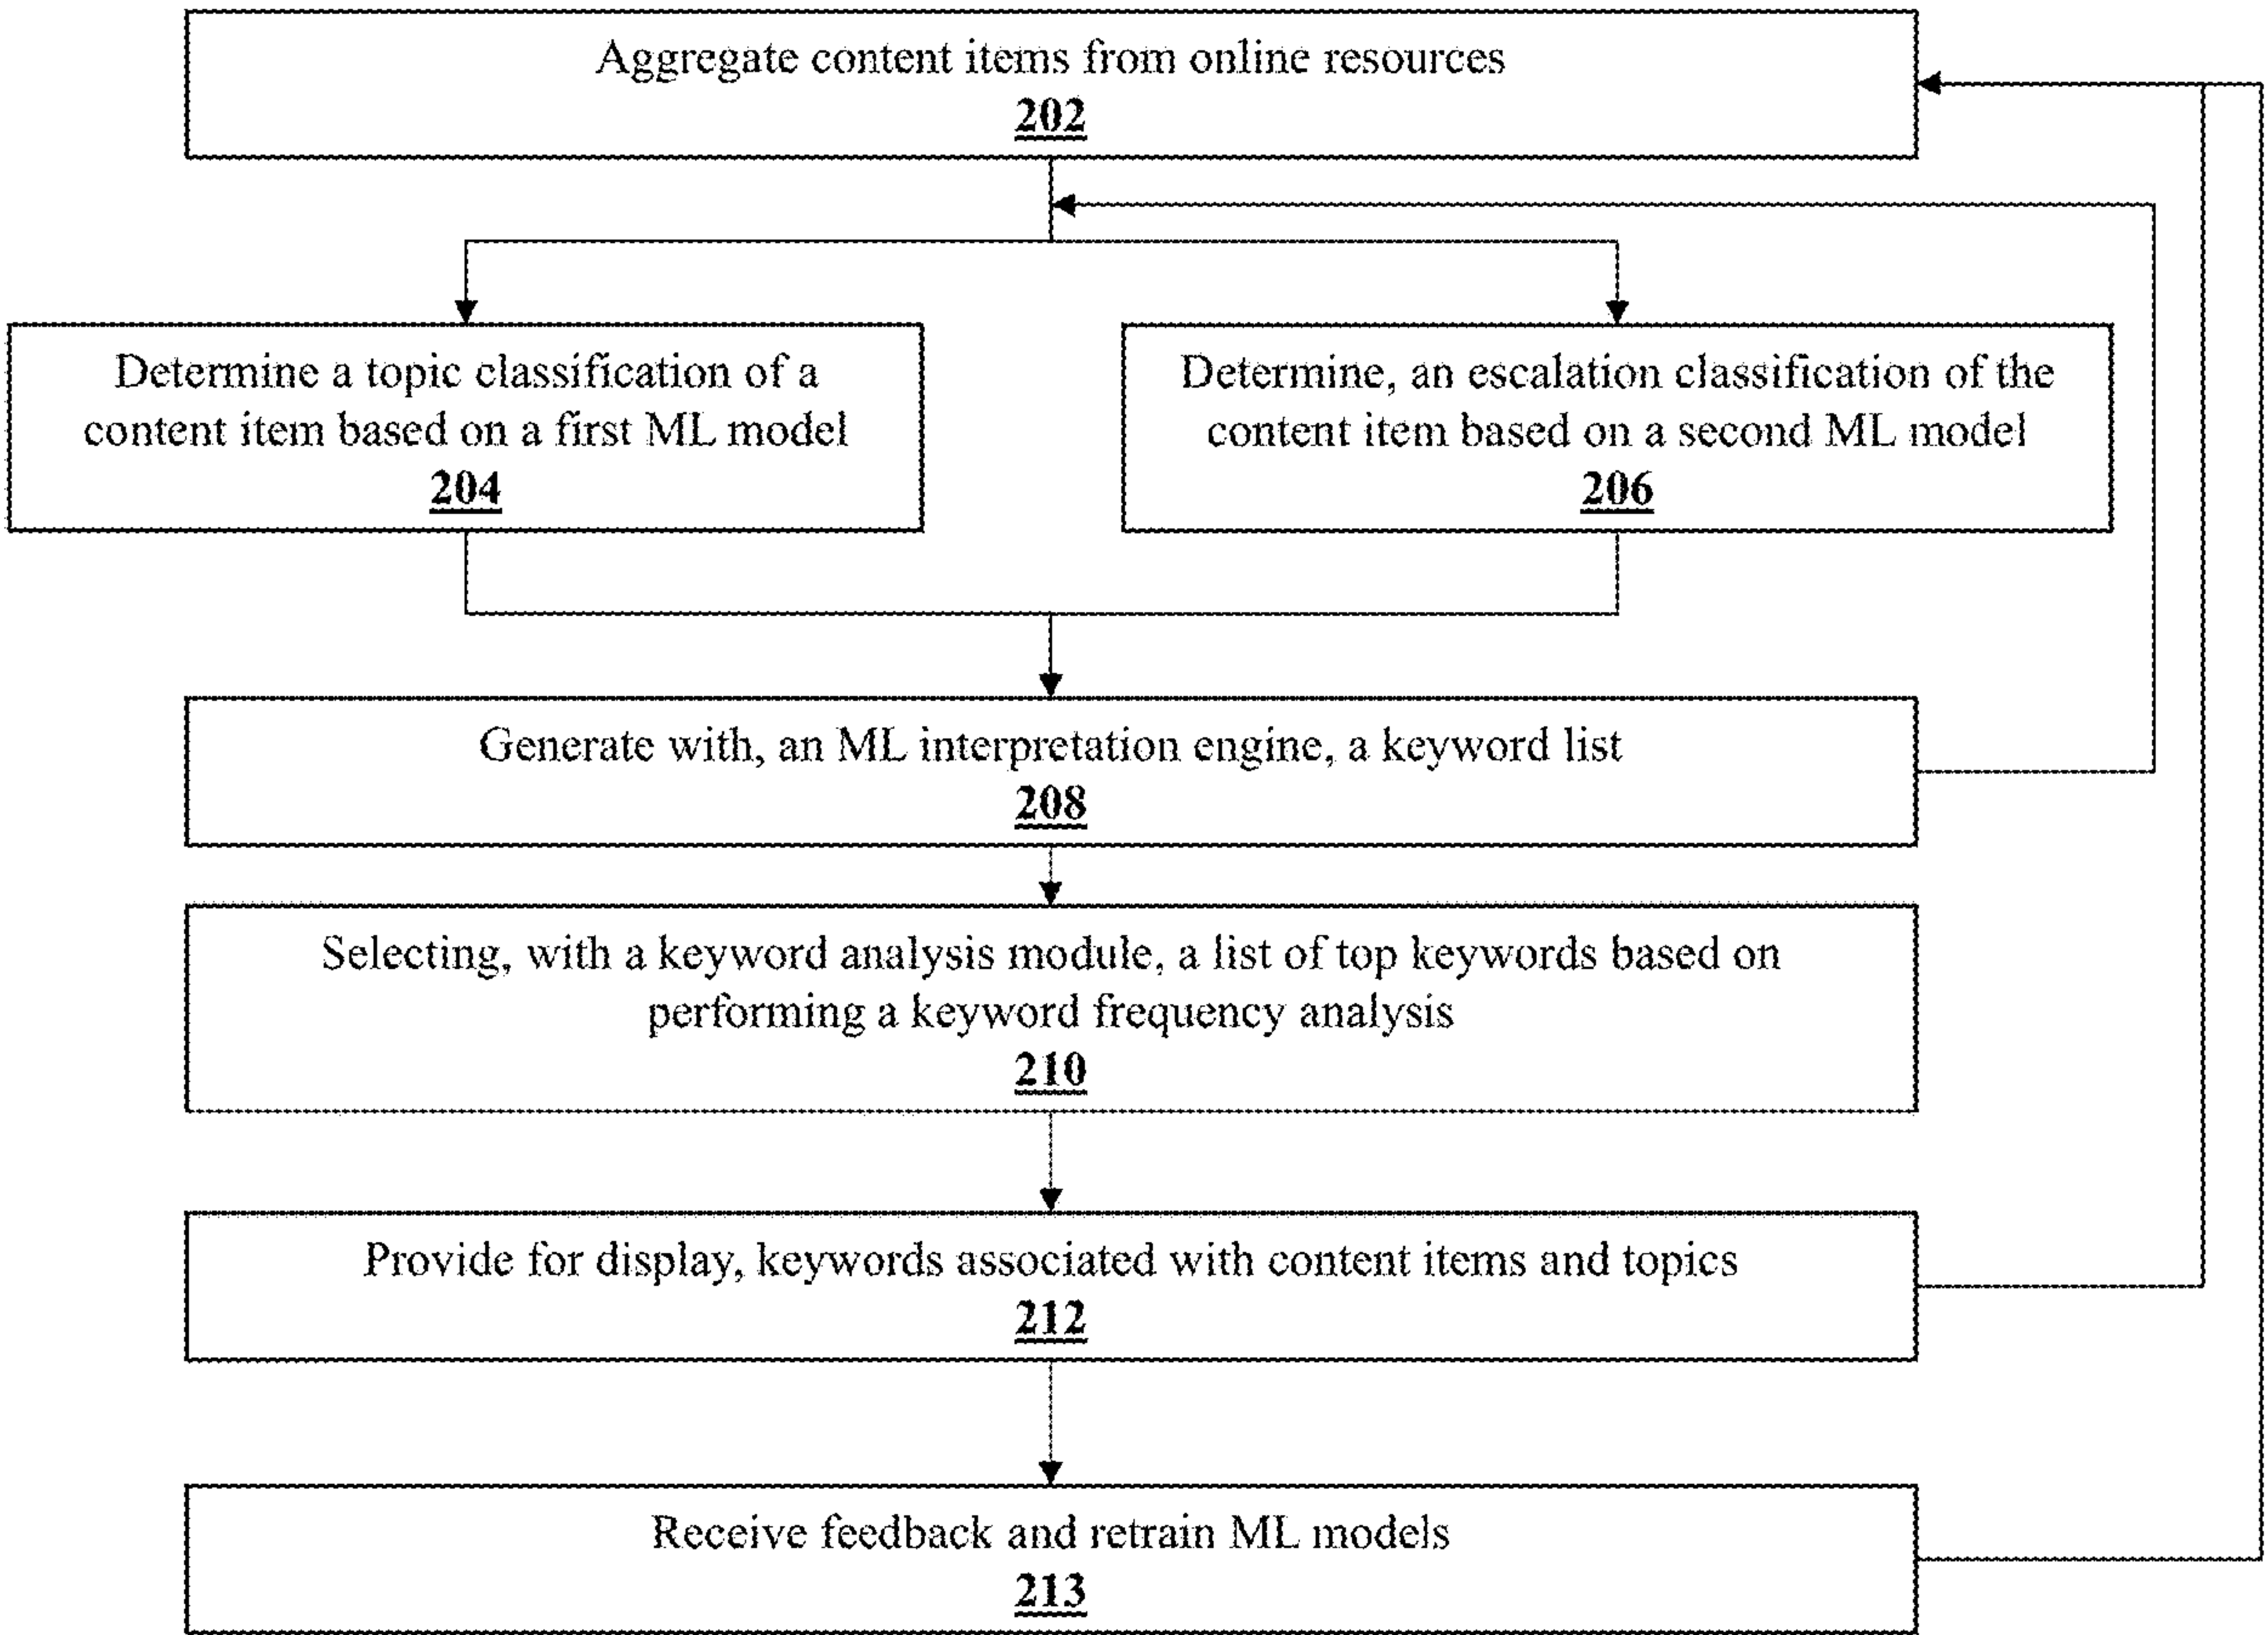 Aggregate content items from online resources
202
Determine a topic classification of a
content item based on a first ML model
204
Determine, an escalation classification of the
content item based on a second ML model
206
Generate with, an ML interpretation engine, a keyword list
208
Selecting, with a keyword analysis module, a list of top keywords based on
performing a keyword frequency analysis
210
Provide for display, keywords associated with content items and topics
212
Receive feedback and retrain ML models
213